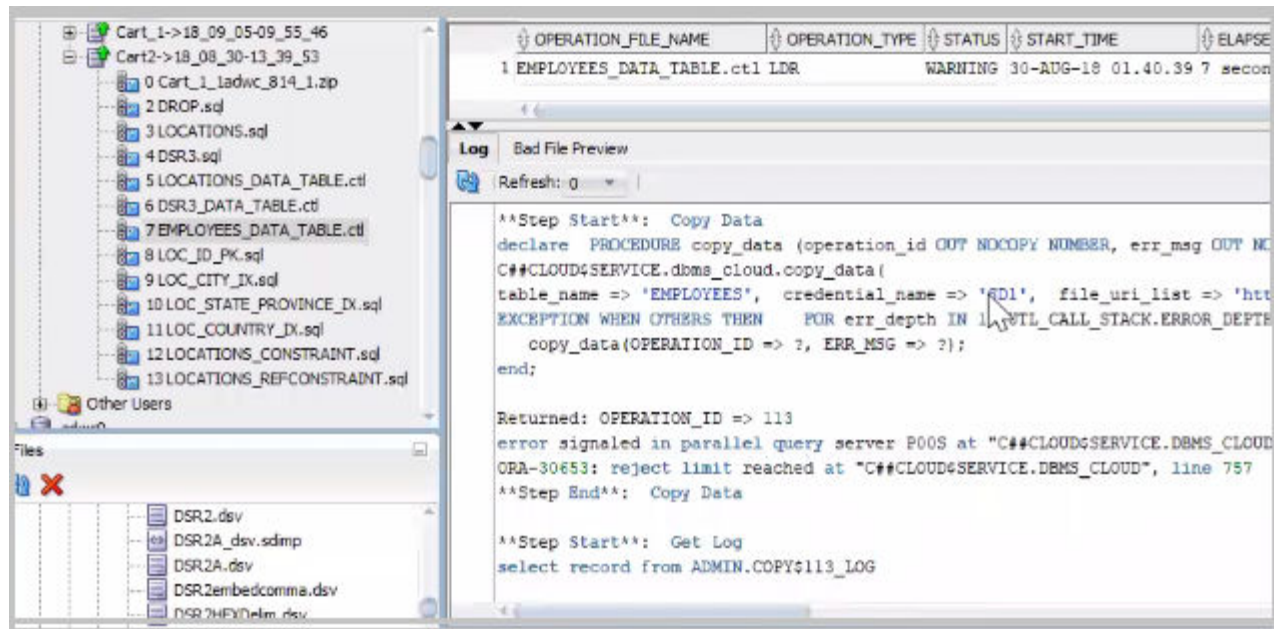 Cart_1->18_09_05-09_55_46
Cart2->18_08_30-13_39_53
0 Cart_1_1adwc_814_1.zip
2 DROP.sql
3 LOCATIONS.sql
4 DSR3.sql
5 LOCATIONS_DATA_TABLE.ctl
6 DSR3_DATA_TABLE.ctl
7 EMPLOYEES_DATA_TABLE.ctl
8 LOC_ID_PK.sql
9 LOC_CITY_IX.sql
10 LOC_STATE_PROVINCE_IX.sql
11 LOC_COUNTRY_IX.sql
12 LOCATIONS_CONSTRAINT.sql
13 LOCATIONS_REFCONSTRAINT.sql
Other Users
Files
DSR2.dsv
DSR2A_dsv.sdimp
DSR2A.dsv
DSR2embedcomma.dsv
DSR2HEXDelim.dsv
OPERATION_FILE_NAME OPERATION_TYPE STATUS START_TIME ELAPSE
1 EMPLOYEES_DATA_TABLE.ctl LDR WARNING 30-AUG-18 01.40.39 7 secon
Log Bad File Preview
Refresh: 0
**Step Start**: Copy Data
declare PROCEDURE copy_data (operation_id OUT NOCOPY NUMBER, err_msg OUT NO
C##CLOUD$SERVICE.dbms_cloud.copy_data(
table_name => 'EMPLOYEES', credential_name => 'SD1', file_uri_list => 'htt
EXCEPTION WHEN OTHERS THEN FOR err_depth IN UTL_CALL_STACK.ERROR_DEPTH
copy_data(OPERATION_ID => ?, ERR_MSG => ?);
end;
Returned: OPERATION_ID => 113
error signaled in parallel query server P00S at "C##CLOUD$SERVICE.DBMS_CLOUD
ORA-30653: reject limit reached at "C##CLOUD$SERVICE.DBMS_CLOUD", line 757
**Step End**: Copy Data
**Step Start**: Get Log
select record from ADMIN.COPY$113_LOG